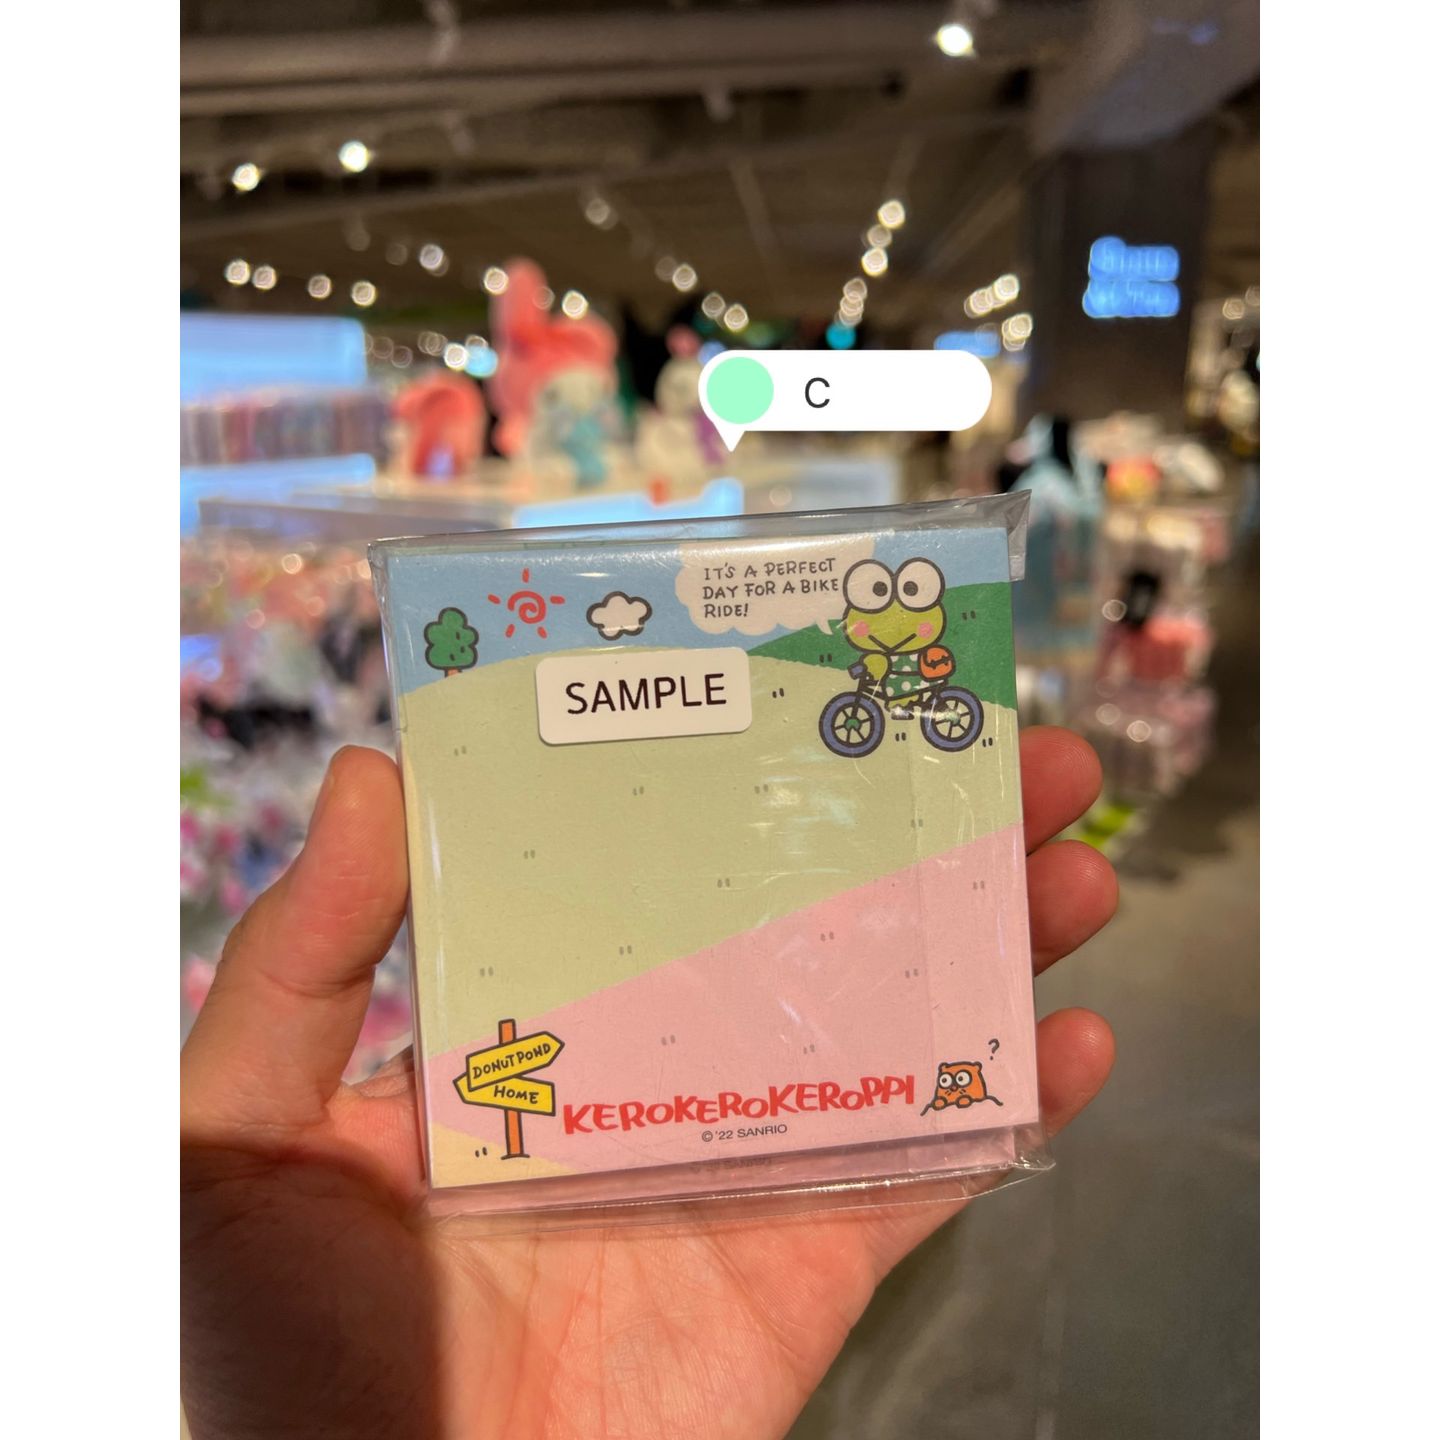 C
IT'S A PERFECT
DAY FOR A BIKE
RIDE!
SAMPLE
DONUT POND
HOME
?
KEROKEROKEROPPI
© '22 SANRIO